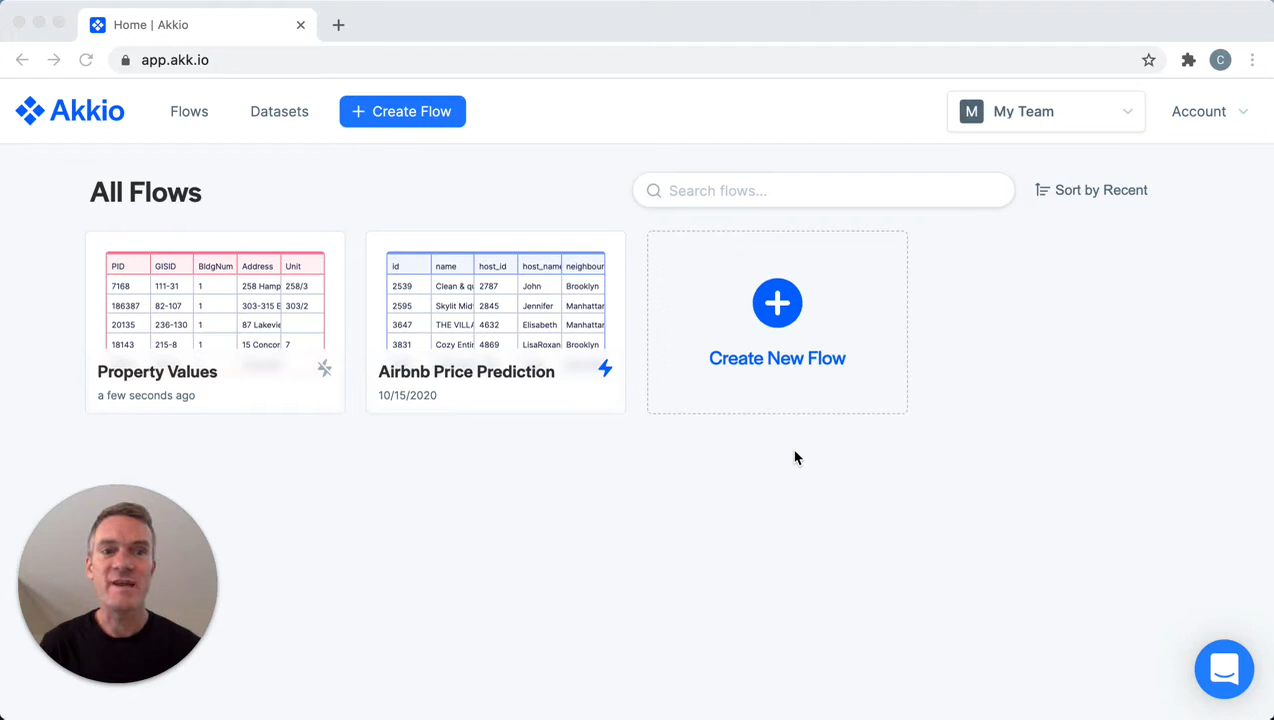 Home | Akkio
app.akk.io
C
Akkio
Flows
Datasets
+ Create Flow
M My Team
Account
All Flows
Search flows...
Sort by Recent
PID GISID BldgNum Address Unit
7168 111-31 1 258 Hamp 258/3
186387 82-107 1 303-315 E 303/2
20135 236-130 1 87 Lakevie
18143 215-8 1 15 Concor 7
Property Values
a few seconds ago
id name host_id host_name neighbour
2539 Clean & qu 2787 John Brooklyn
2595 Skylit Mid 2845 Jennifer Manhattan
3647 THE VILLA 4632 Elisabeth Manhattan
3831 Cozy Entir 4869 LisaRoxan Brooklyn
Airbnb Price Prediction
10/15/2020
Create New Flow